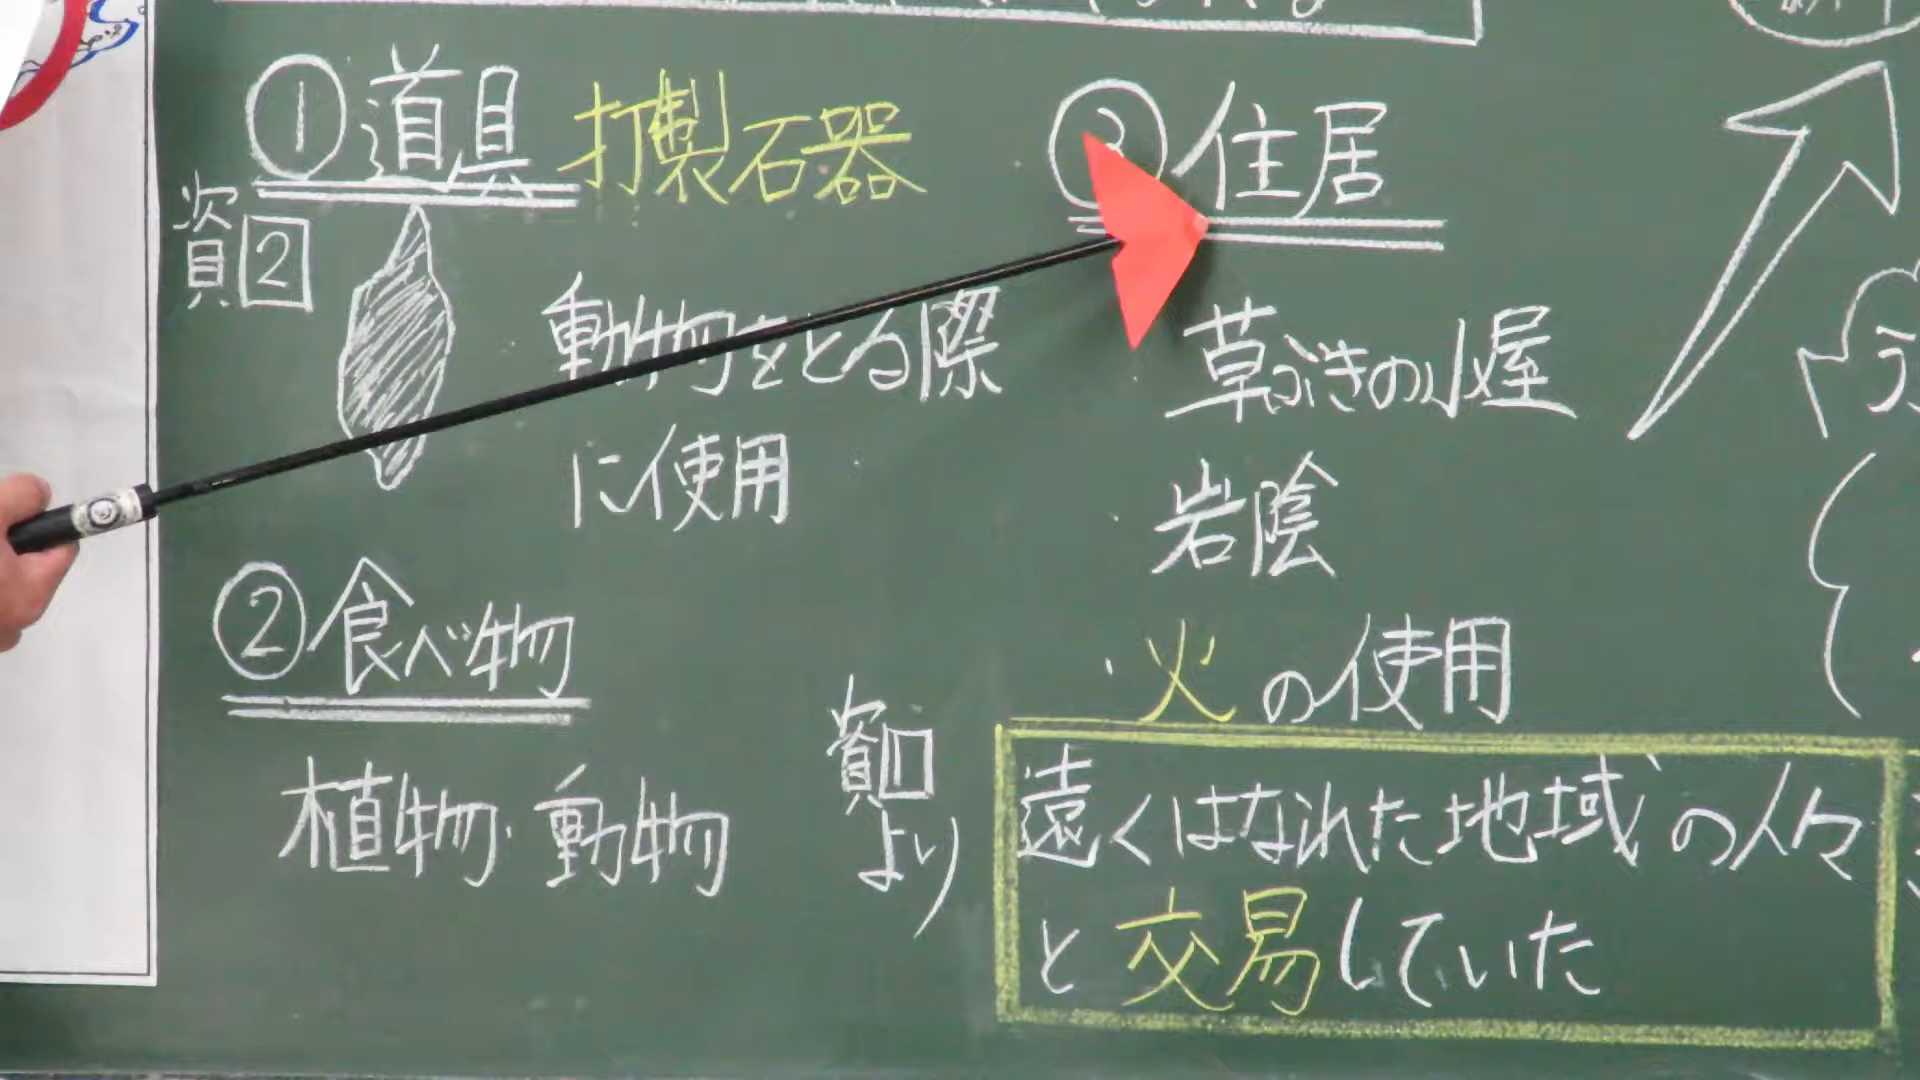 ①道具 打製石器
資2
動物をとる際
に使用
②食べ物
植物・動物
③住居
草ぶきの小屋
岩陰
火の使用
資1
より
遠くはなれた地域の人々
と交易していた